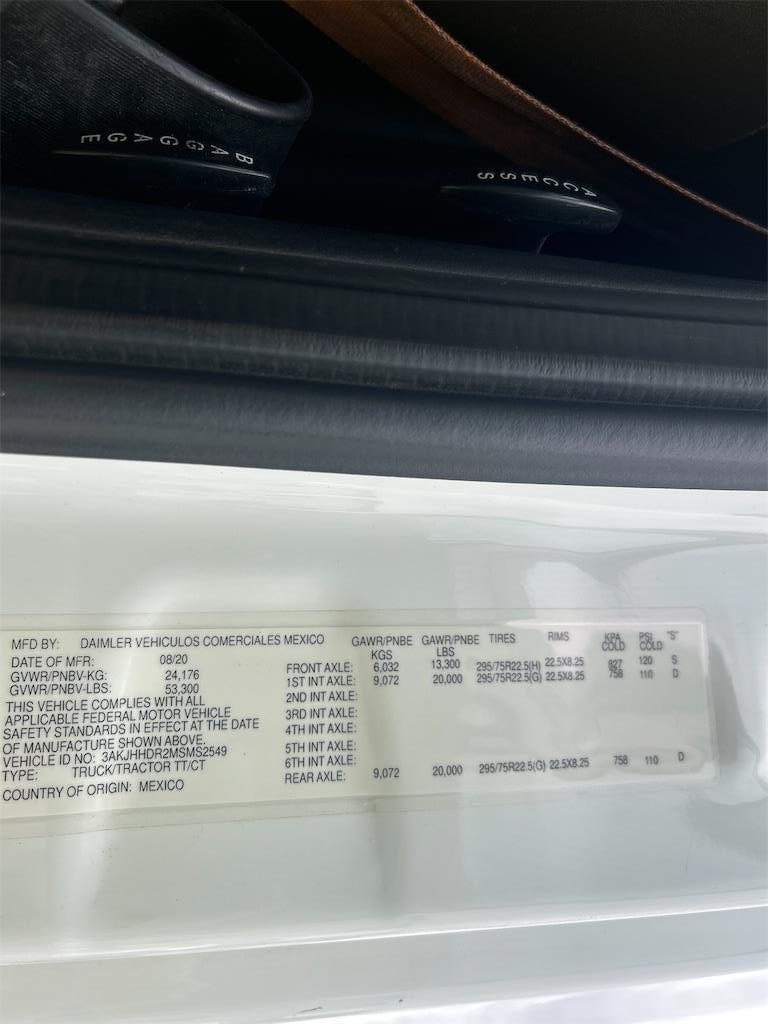 BAGGAGE
ACCESS
MFD BY: DAIMLER VEHICULOS COMERCIALES MEXICO
DATE OF MFR: 08/20
GVWR/PNBV-KG: 24,176
GVWR/PNBV-LBS: 53,300
THIS VEHICLE COMPLIES WITH ALL
APPLICABLE FEDERAL MOTOR VEHICLE
SAFETY STANDARDS IN EFFECT AT THE DATE
OF MANUFACTURE SHOWN ABOVE.
VEHICLE ID NO: 3AKJHHDR2MSMS2549
TYPE: TRUCK/TRACTOR TT/CT
COUNTRY OF ORIGIN: MEXICO
GAWR/PNBE KGS GAWR/PNBE LBS TIRES RIMS KPA COLD PSI COLD "S"
FRONT AXLE: 6,032 13,300 295/75R22.5(H) 22.5X8.25 827 120 S
1ST INT AXLE: 9,072 20,000 295/75R22.5(G) 22.5X8.25 758 110 D
2ND INT AXLE:
3RD INT AXLE:
4TH INT AXLE:
5TH INT AXLE:
6TH INT AXLE:
REAR AXLE: 9,072 20,000 295/75R22.5(G) 22.5X8.25 758 110 D